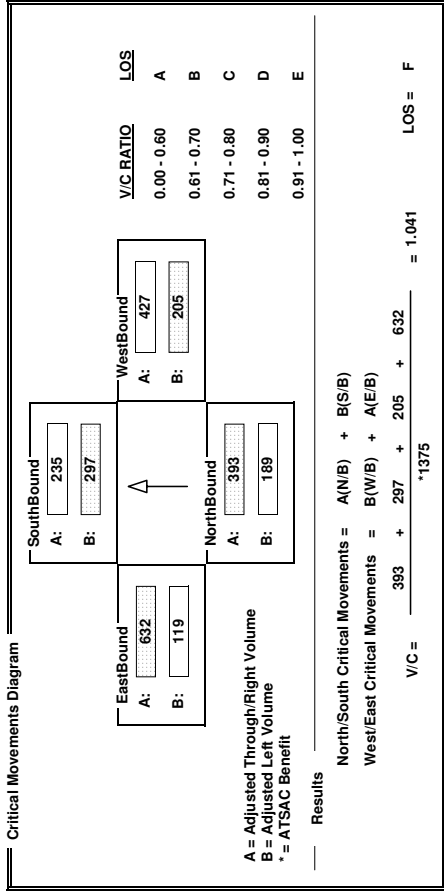 Critical Movements Diagram
SouthBound
A: 235
B: 297
EastBound
A: 632
B: 119
WestBound
A: 427
B: 205
NorthBound
A: 393
B: 189
V/C RATIO LOS
0.00 - 0.60 A
0.61 - 0.70 B
0.71 - 0.80 C
0.81 - 0.90 D
0.91 - 1.00 E
A = Adjusted Through/Right Volume
B = Adjusted Left Volume
* = ATSAC Benefit
Results
North/South Critical Movements = A(N/B) + B(S/B)
West/East Critical Movements = B(W/B) + A(E/B)
V/C = 393 + 297 + 205 + 632 = 1.041 LOS = F
*1375